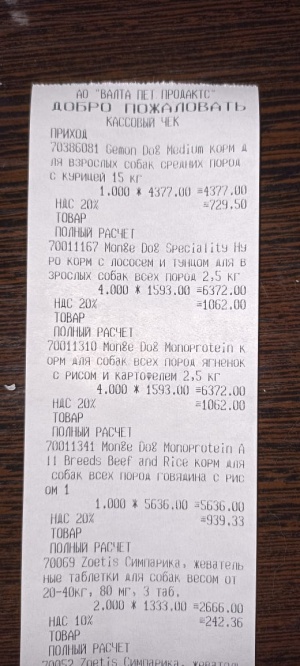 АО "ВАЛТА ПЕТ ПРОДАКТС"
ДОБРО ПОЖАЛОВАТЬ
КАССОВЫЙ ЧЕК
ПРИХОД
70386081 Gemon Dog Medium КОРМ Д
ЛЯ ВЗРОСЛЫХ СОБАК СРЕДНИХ ПОРОД
С КУРИЦЕЙ 15 КГ
1.000 * 4377.00 =4377.00
НДС 20% =729.50
ТОВАР
ПОЛНЫЙ РАСЧЕТ
70011167 Monge Dog Speciality Hy
PO КОРМ С ЛОСОСЕМ И ТУНЦОМ ДЛЯ В
ЗРОСЛЫХ СОБАК ВСЕХ ПОРОД 2,5 КГ
4.000 * 1593.00 =6372.00
НДС 20% =1062.00
ТОВАР
ПОЛНЫЙ РАСЧЕТ
70011310 Monge Dog Monoprotein К
ОРМ ДЛЯ СОБАК ВСЕХ ПОРОД ЯГНЕНОК
С РИСОМ И КАРТОФЕЛЕМ 2,5 КГ
4.000 * 1593.00 =6372.00
НДС 20% =1062.00
ТОВАР
ПОЛНЫЙ РАСЧЕТ
70011341 Monge Dog Monoprotein A
ll Breeds Beef and Rice КОРМ ДЛЯ
СОБАК ВСЕХ ПОРОД ГОВЯДИНА С РИС
ОМ 1
1.000 * 5636.00 =5636.00
НДС 20% =939.33
ТОВАР
ПОЛНЫЙ РАСЧЕТ
70069 Zoetis Симпарика, ЖЕВАТЕЛЬ
НЫЕ ТАБЛЕТКИ ДЛЯ СОБАК ВЕСОМ ОТ
20-40КГ, 80 МГ, 3 ТАБ.
2.000 * 1333.00 =2666.00
НДС 10% =242.36
ТОВАР
ПОЛНЫЙ РАСЧЕТ
70052 Zoetis Симпарика, ЖЕВАТЕЛ